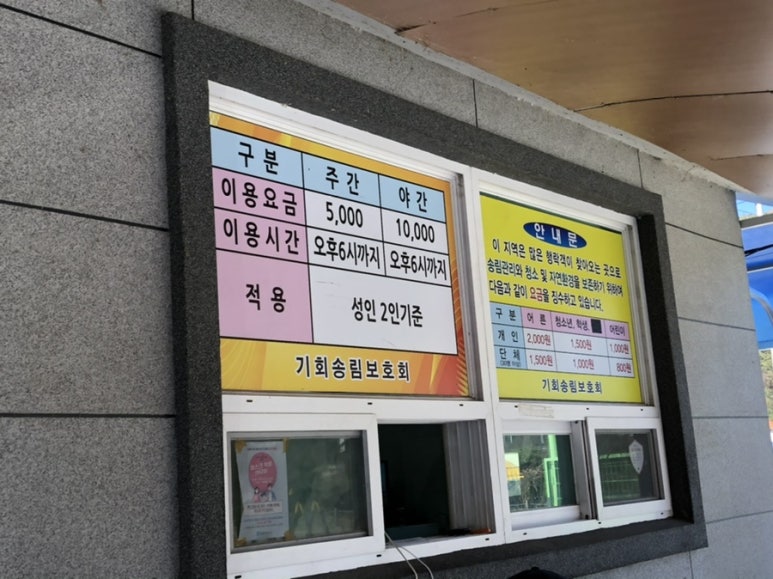 구분 주간 야간
이용요금 5,000 10,000
이용시간 오후6시까지 오후6시까지
적용 성인 2인기준
기회송림보호회
안내문
이 지역은 많은 행락객이 찾아오는 곳으로
송림관리와 청소 및 자연환경을 보존하기 위하여
다음과 같이 요금을 징수하고 있습니다.
구분 어른 청소년, 학생, 어린이
개인 2,000원 1,500원 1,000원
단체 1,500원 1,000원 800원
기회송림보호회